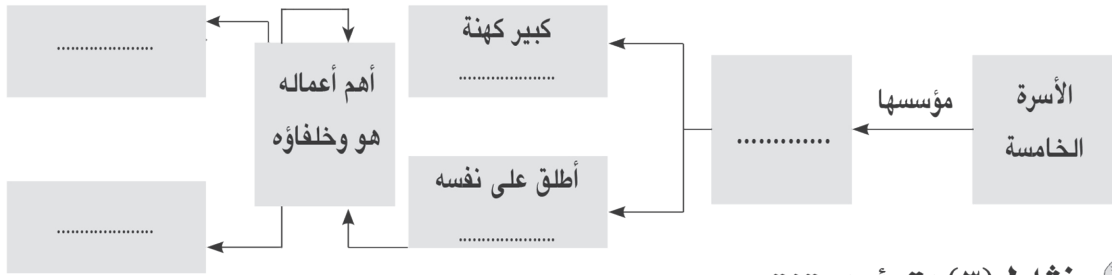 الأسرة
الخامسة
مؤسسها
.............
كبير كهنة
.....................
أطلق على نفسه
.....................
أهم أعماله
هو وخلفاؤه
.....................
.....................